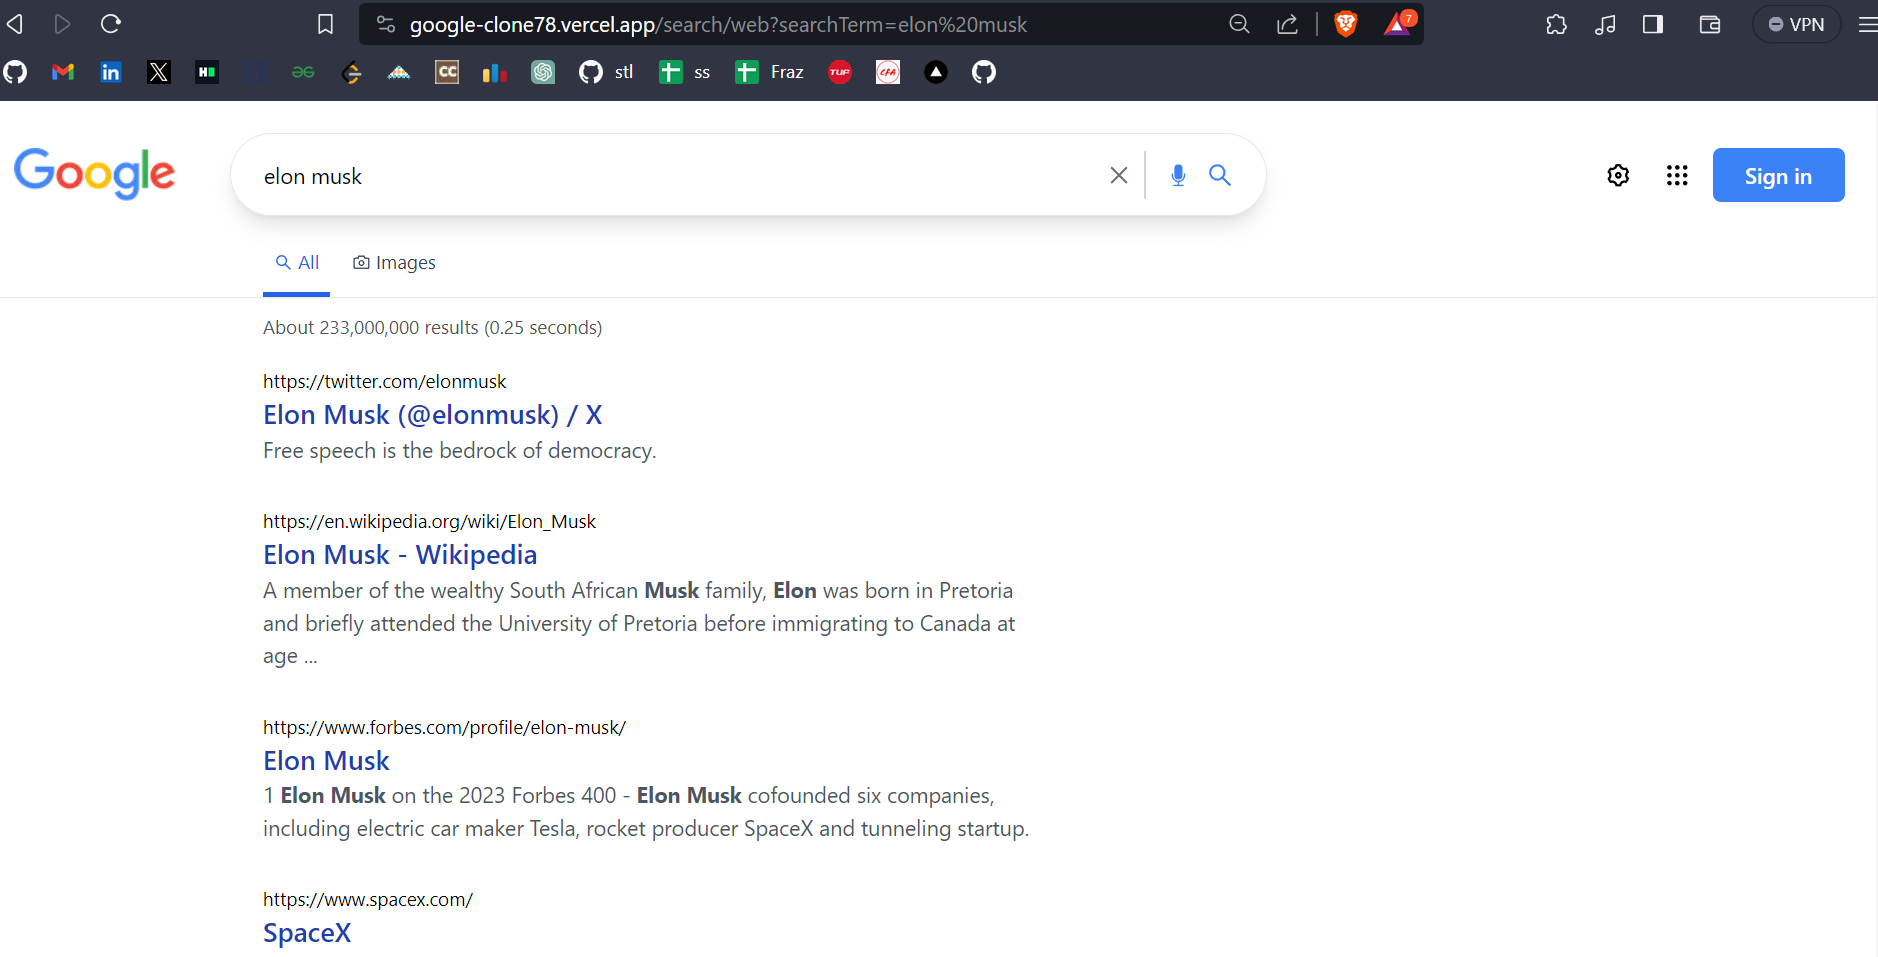 google-clone78.vercel.app/search/web?searchTerm=elon%20musk
7
VPN
stl
ss
Fraz
Google
elon musk
Sign in
All
Images
About 233,000,000 results (0.25 seconds)
https://twitter.com/elonmusk
Elon Musk (@elonmusk) / X
Free speech is the bedrock of democracy.
https://en.wikipedia.org/wiki/Elon_Musk
Elon Musk - Wikipedia
A member of the wealthy South African Musk family, Elon was born in Pretoria
and briefly attended the University of Pretoria before immigrating to Canada at
age ...
https://www.forbes.com/profile/elon-musk/
Elon Musk
1 Elon Musk on the 2023 Forbes 400 - Elon Musk cofounded six companies,
including electric car maker Tesla, rocket producer SpaceX and tunneling startup.
https://www.spacex.com/
SpaceX